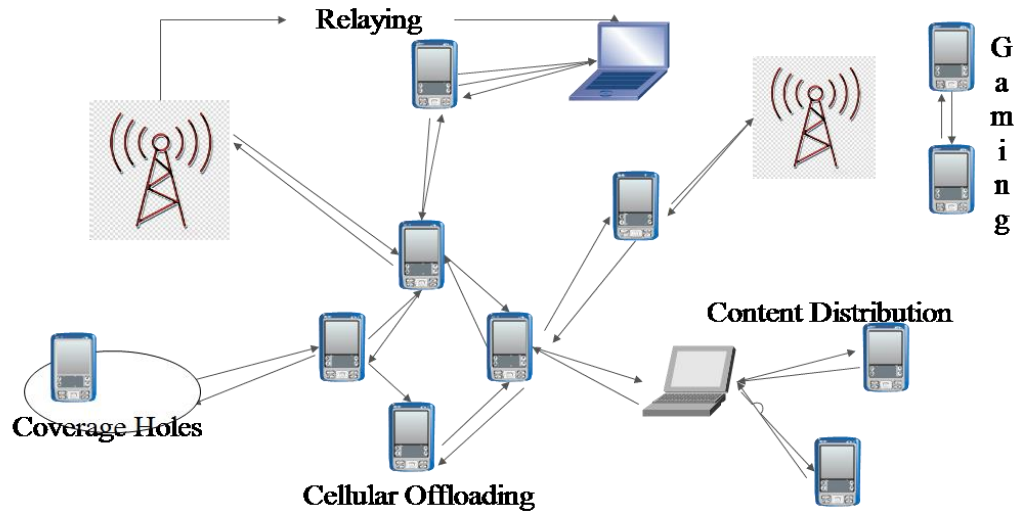 Relaying
G
a
m
i
n
g
Content Distribution
Coverage Holes
Cellular Offloading